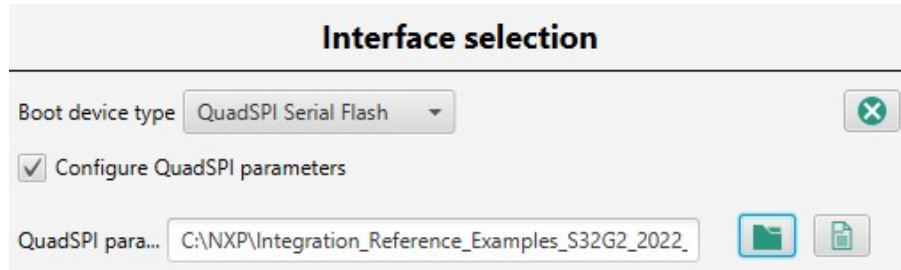 Interface selection
Boot device type QuadSPI Serial Flash
Configure QuadSPI parameters
QuadSPI para... C:\NXP\Integration_Reference_Examples_S32G2_2022_